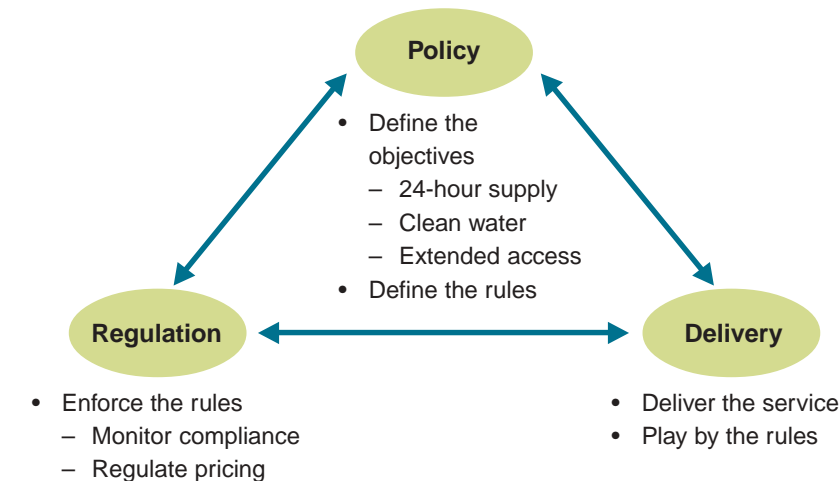 Policy
• Define the
objectives
– 24-hour supply
– Clean water
– Extended access
• Define the rules
Regulation
Delivery
• Enforce the rules
– Monitor compliance
– Regulate pricing
• Deliver the service
• Play by the rules